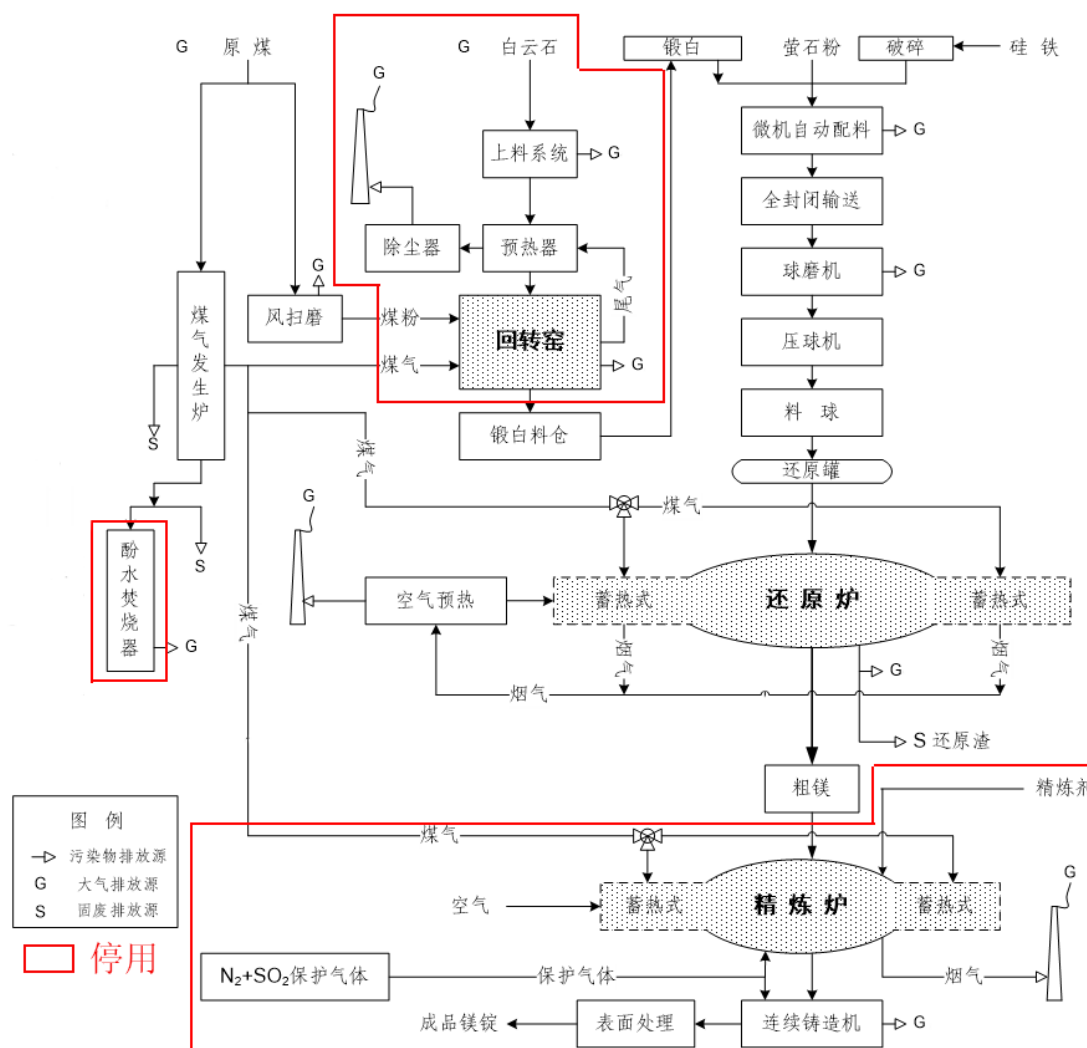 G 原 煤
G 白云石
锻白
萤石粉
破碎
硅 铁
G
微机自动配料
G
上料系统
G
全封闭输送
除尘器
预热器
尾气
球磨机
G
煤气发生炉
G
风扫磨
煤粉
回转窑
煤气
G
压球机
S
锻白料仓
料 球
煤气
还原罐
G
煤气
S
酚水焚烧器
G
空气预热
蓄热式
还 原 炉
蓄热式
煤气
烟气
烟气
烟气
G
S 还原渣
粗镁
精炼剂
图 例
污染物排放源
G 大气排放源
S 固废排放源
停用
煤气
G
空气
蓄热式
精 炼 炉
蓄热式
N₂+SO₂保护气体
保护气体
烟气
成品镁锭
表面处理
连续铸造机
G